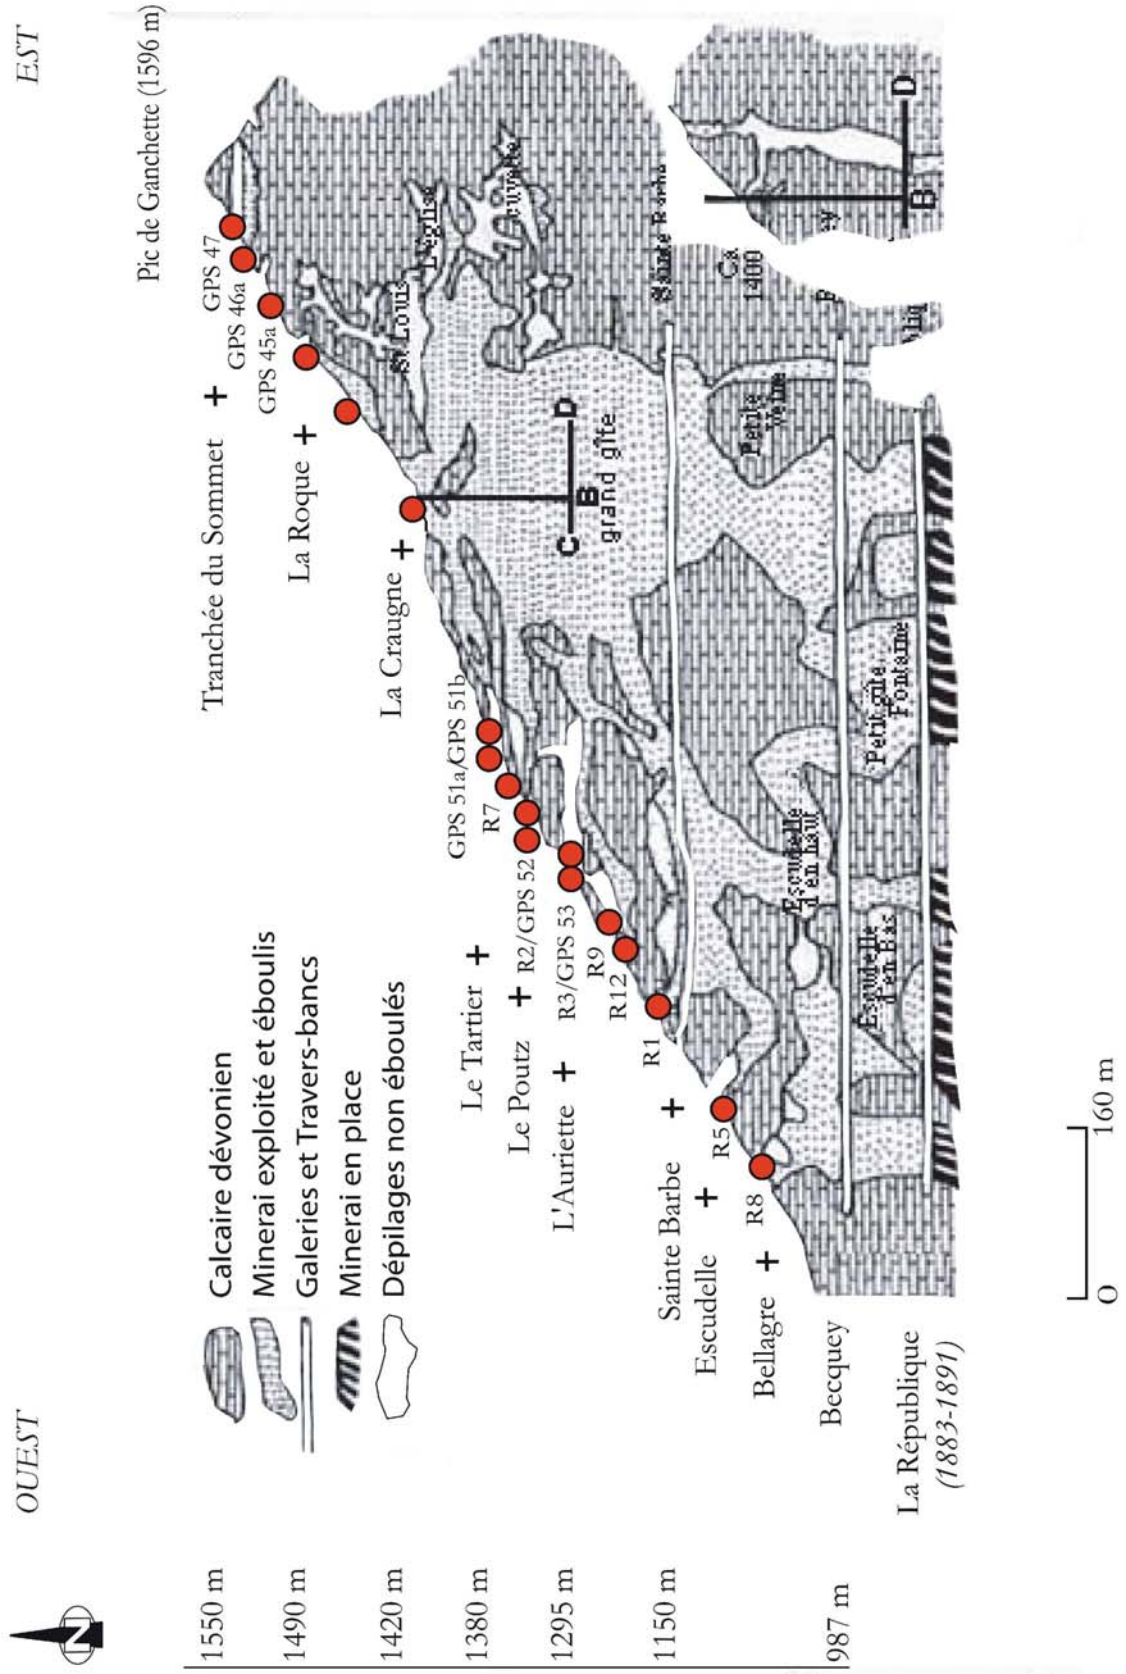 OUEST
EST
N
Pic de Ganchette (1596 m)
1550 m
1490 m
1420 m
1380 m
1295 m
1150 m
987 m
Calcaire dévonien
Minerai exploité et éboulis
Galeries et Travers-bancs
Minerai en place
Dépilages non éboulés
Tranchée du Sommet +
La Roque +
La Craugne +
Le Tartier +
Le Poutz +
L'Auriette +
Sainte Barbe +
Escudelle +
Bellagre +
Becquey
La République
(1883-1891)
GPS 47
GPS 46a
GPS 45a
GPS 51a/GPS 51b
R7
R2/GPS 52
R3/GPS 53
R9
R12
R1
R5
R8
St Louis
L'église
cuvette
C B D
grand gîte
Sainte Barbe
Petite
Veine
Ca
1400
ey
B D
Escudelle
d'en haut
Petit gîte
Fontaine
Escudelle
d'en Bas
0 160 m